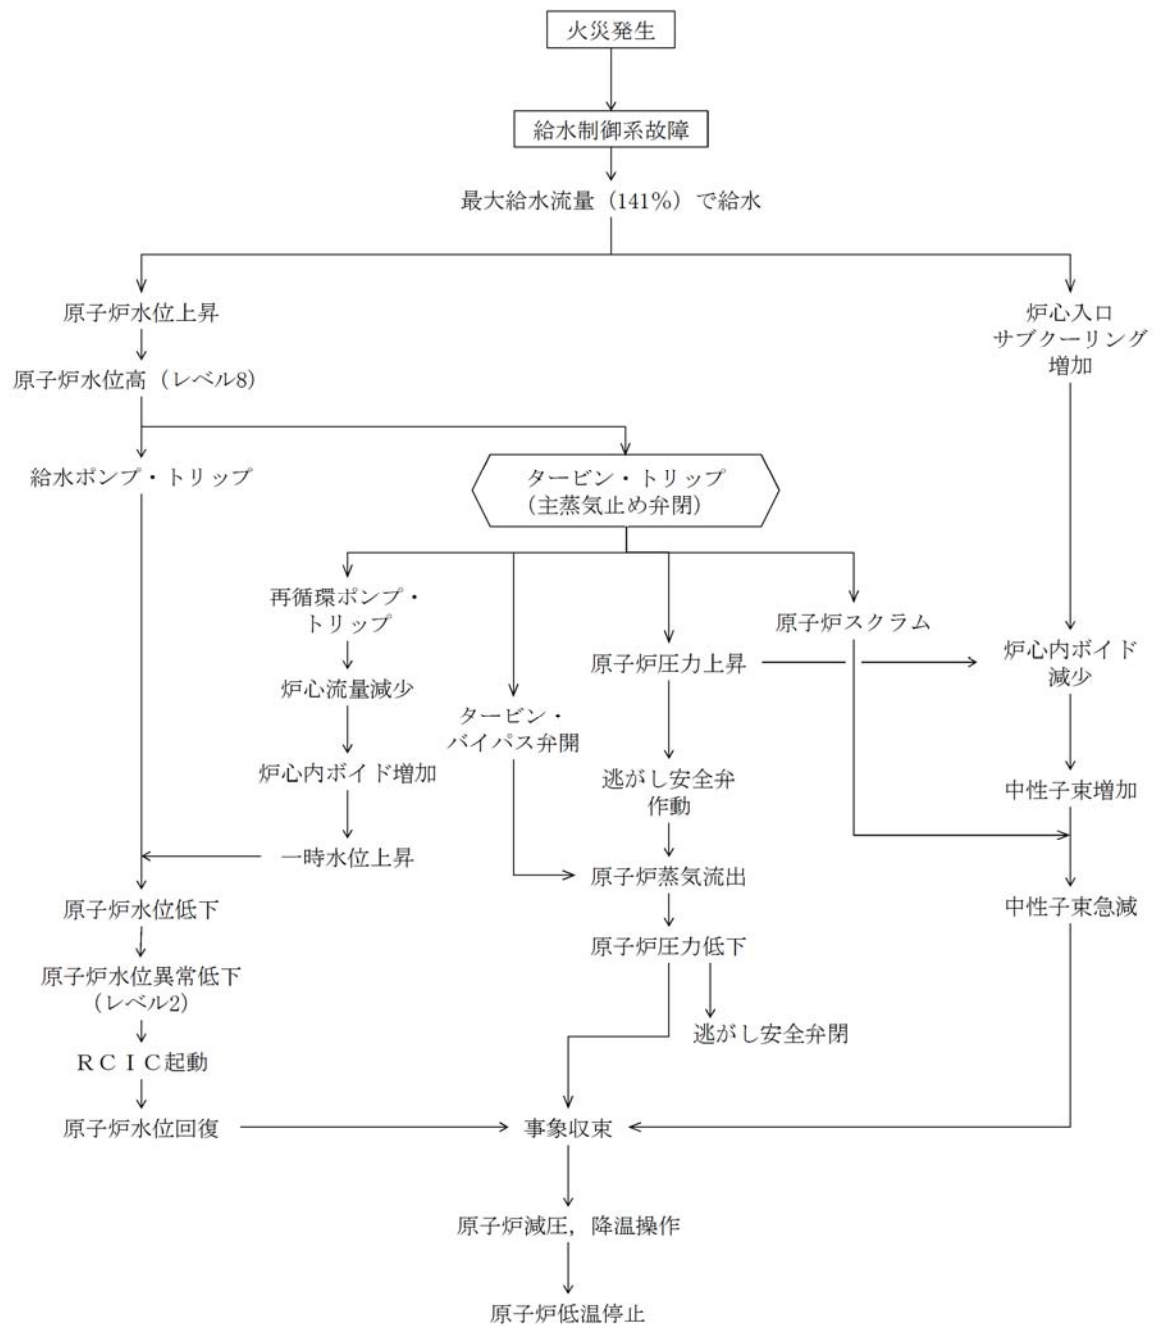 火災発生
給水制御系故障
最大給水流量（141%）で給水
原子炉水位上昇
炉心入口
サブクーリング
増加
原子炉水位高（レベル8）
給水ポンプ・トリップ
タービン・トリップ
（主蒸気止め弁閉）
再循環ポンプ・
トリップ
原子炉スクラム
原子炉圧力上昇
炉心内ボイド
減少
炉心流量減少
タービン・
バイパス弁開
炉心内ボイド増加
逃がし安全弁
作動
中性子束増加
一時水位上昇
原子炉蒸気流出
原子炉水位低下
中性子束急減
原子炉圧力低下
原子炉水位異常低下
（レベル2）
逃がし安全弁閉
ＲＣＩＣ起動
原子炉水位回復
事象収束
原子炉減圧，降温操作
原子炉低温停止